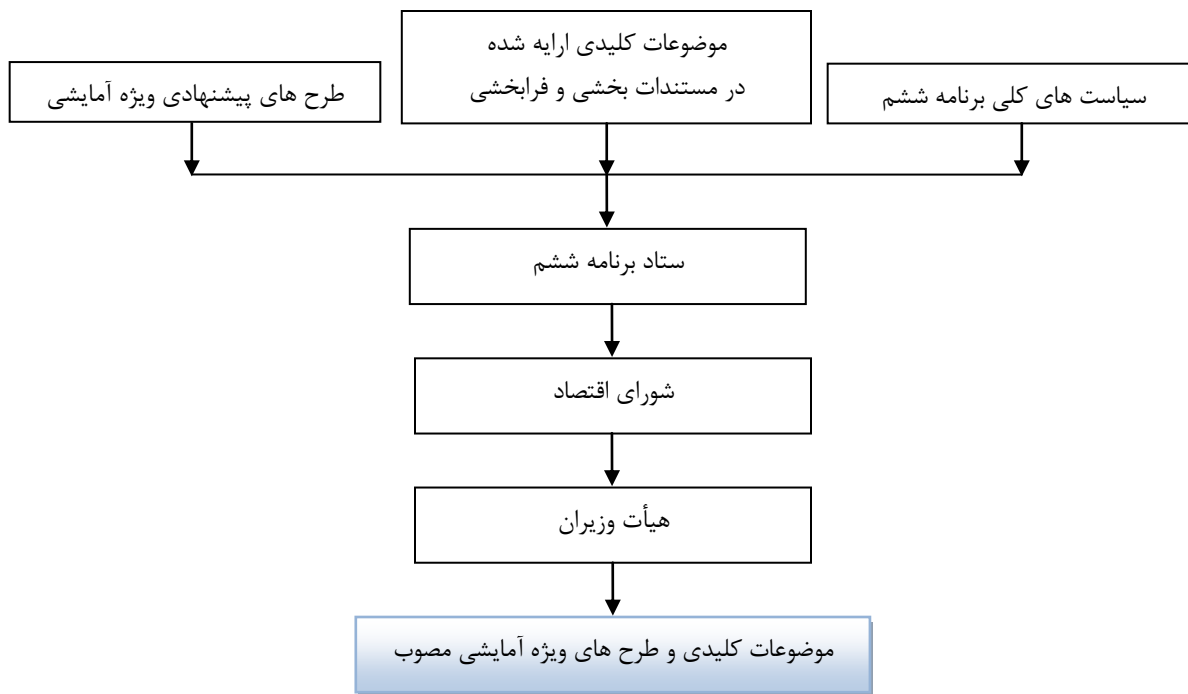 سیاست های کلی برنامه ششم
موضوعات کلیدی ارایه شده
در مستندات بخشی و فرابخشی
طرح های پیشنهادی ویژه آمایشی
ستاد برنامه ششم
شورای اقتصاد
هیأت وزیران
موضوعات کلیدی و طرح های ویژه آمایشی مصوب